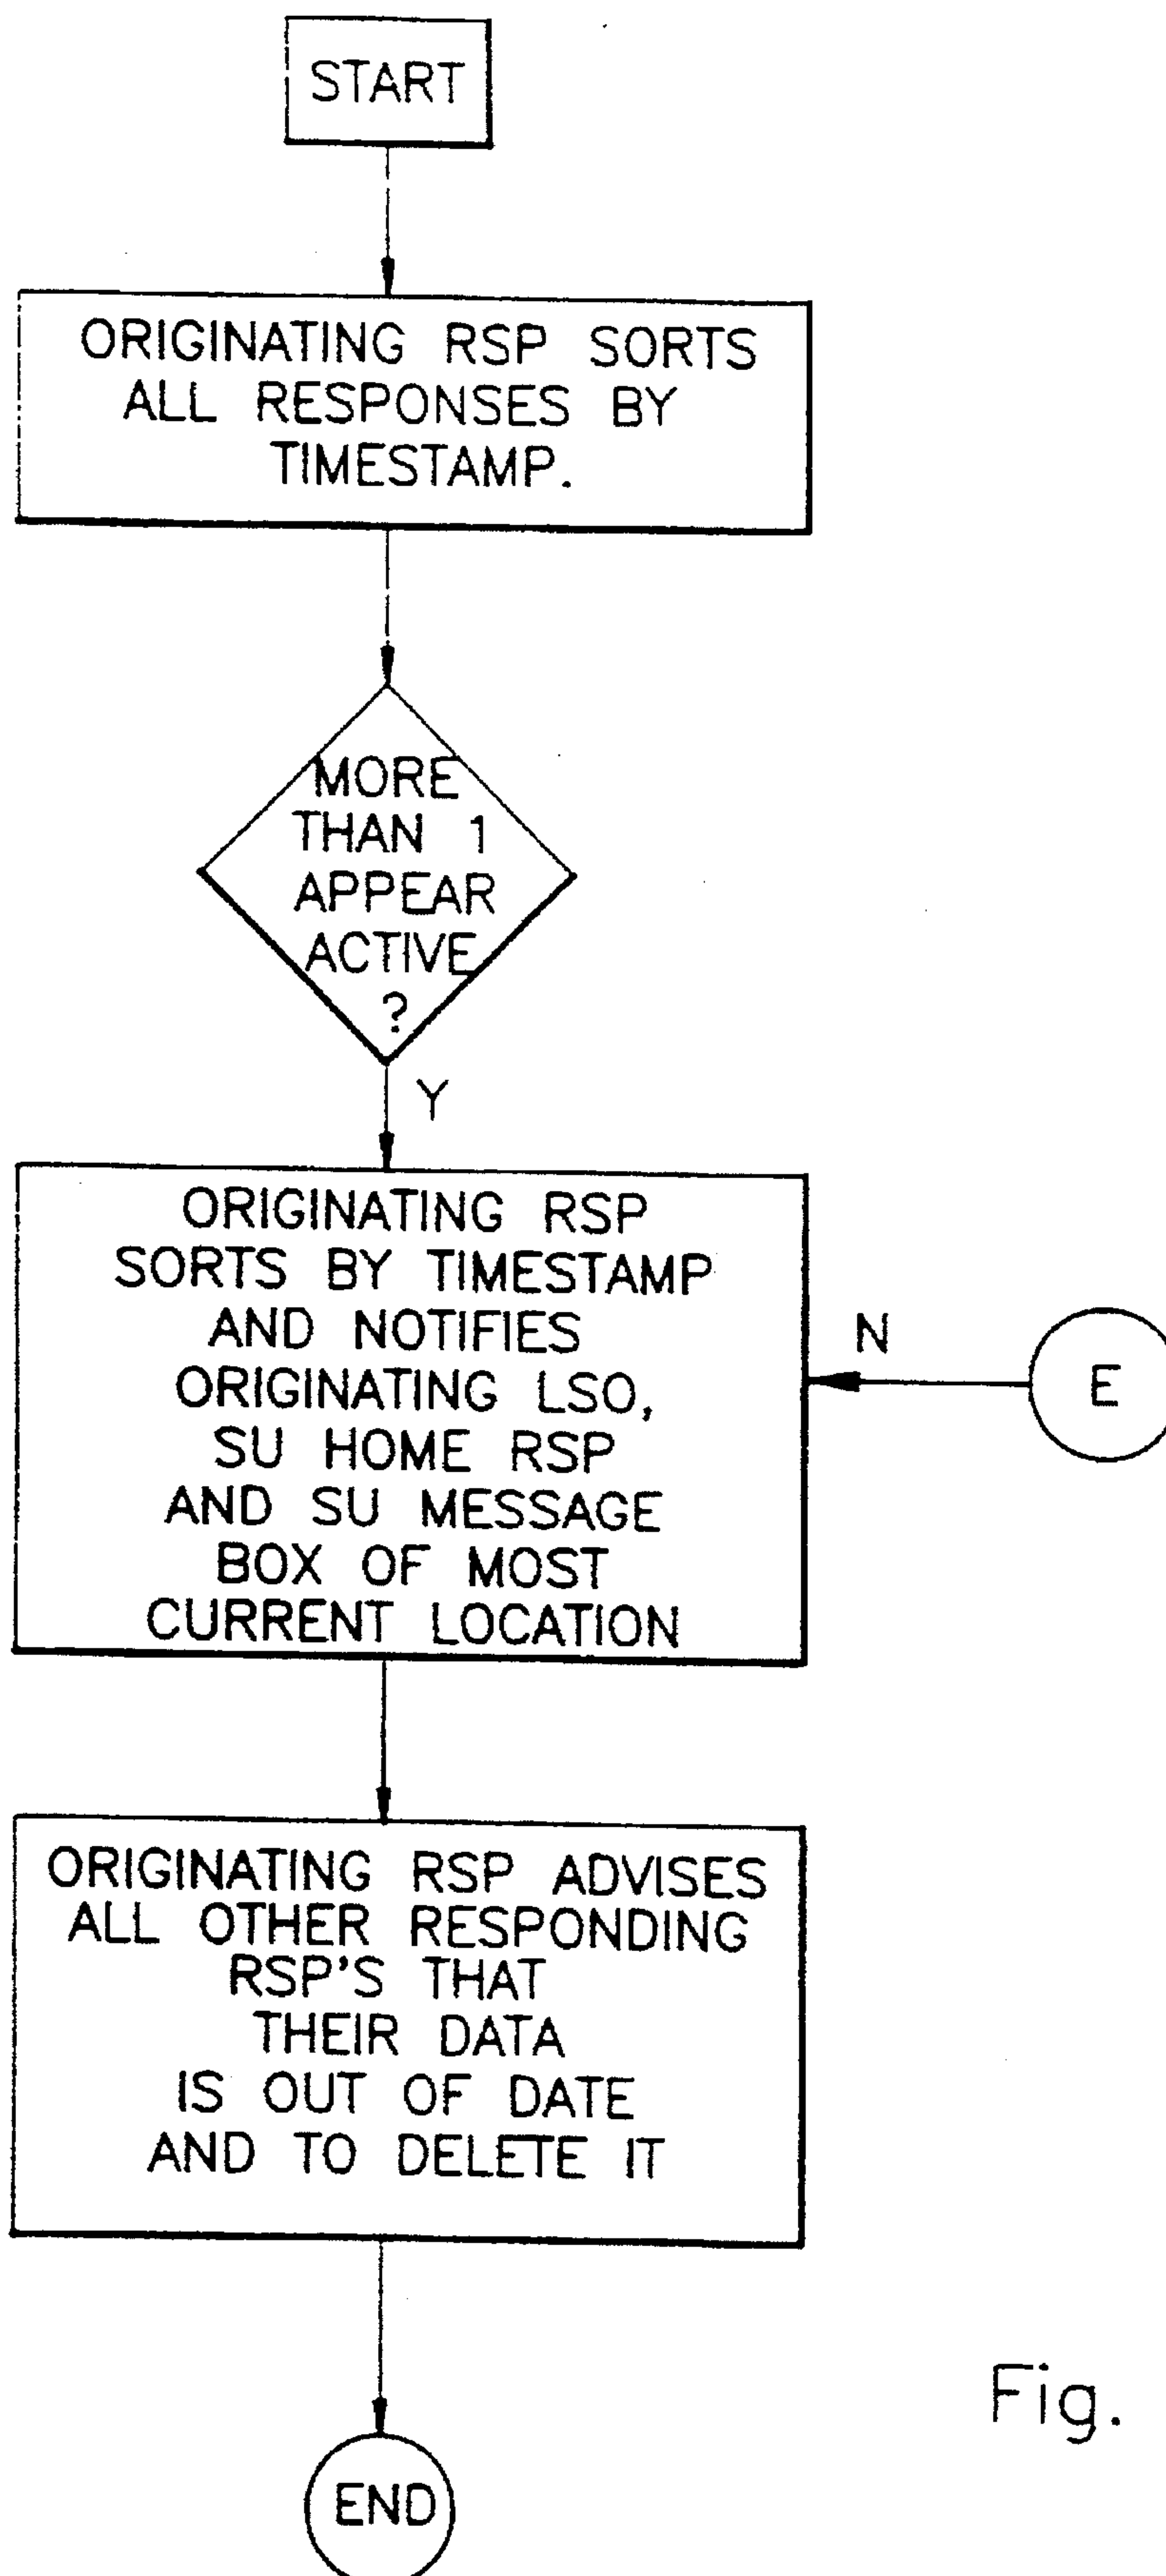 START
ORIGINATING RSP SORTS
ALL RESPONSES BY
TIMESTAMP.
MORE
THAN 1
APPEAR
ACTIVE
?
Y
ORIGINATING RSP
SORTS BY TIMESTAMP
AND NOTIFIES
ORIGINATING LSO,
SU HOME RSP
AND SU MESSAGE
BOX OF MOST
CURRENT LOCATION
N
E
ORIGINATING RSP ADVISES
ALL OTHER RESPONDING
RSP'S THAT
THEIR DATA
IS OUT OF DATE
AND TO DELETE IT
END
Fig.